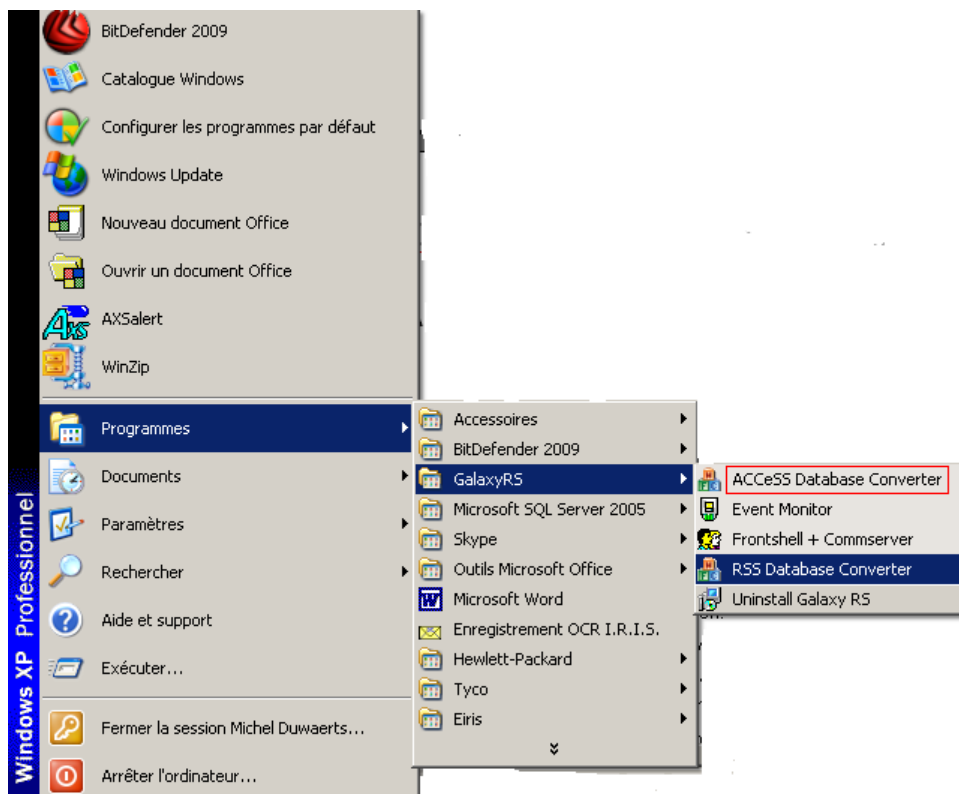 BitDefender 2009
Catalogue Windows
Configurer les programmes par défaut
Windows Update
Nouveau document Office
Ouvrir un document Office
AXSalert
WinZip
Programmes
Documents
Paramètres
Rechercher
Aide et support
Exécuter...
Fermer la session Michel Duwaerts...
Arrêter l'ordinateur...
Windows XP Professionnel
Accessoires
BitDefender 2009
GalaxyRS
Microsoft SQL Server 2005
Skype
Outils Microsoft Office
Microsoft Word
Enregistrement OCR I.R.I.S.
Hewlett-Packard
Tyco
Eiris
ACCeSS Database Converter
Event Monitor
Frontshell + Commserver
RSS Database Converter
Uninstall Galaxy RS